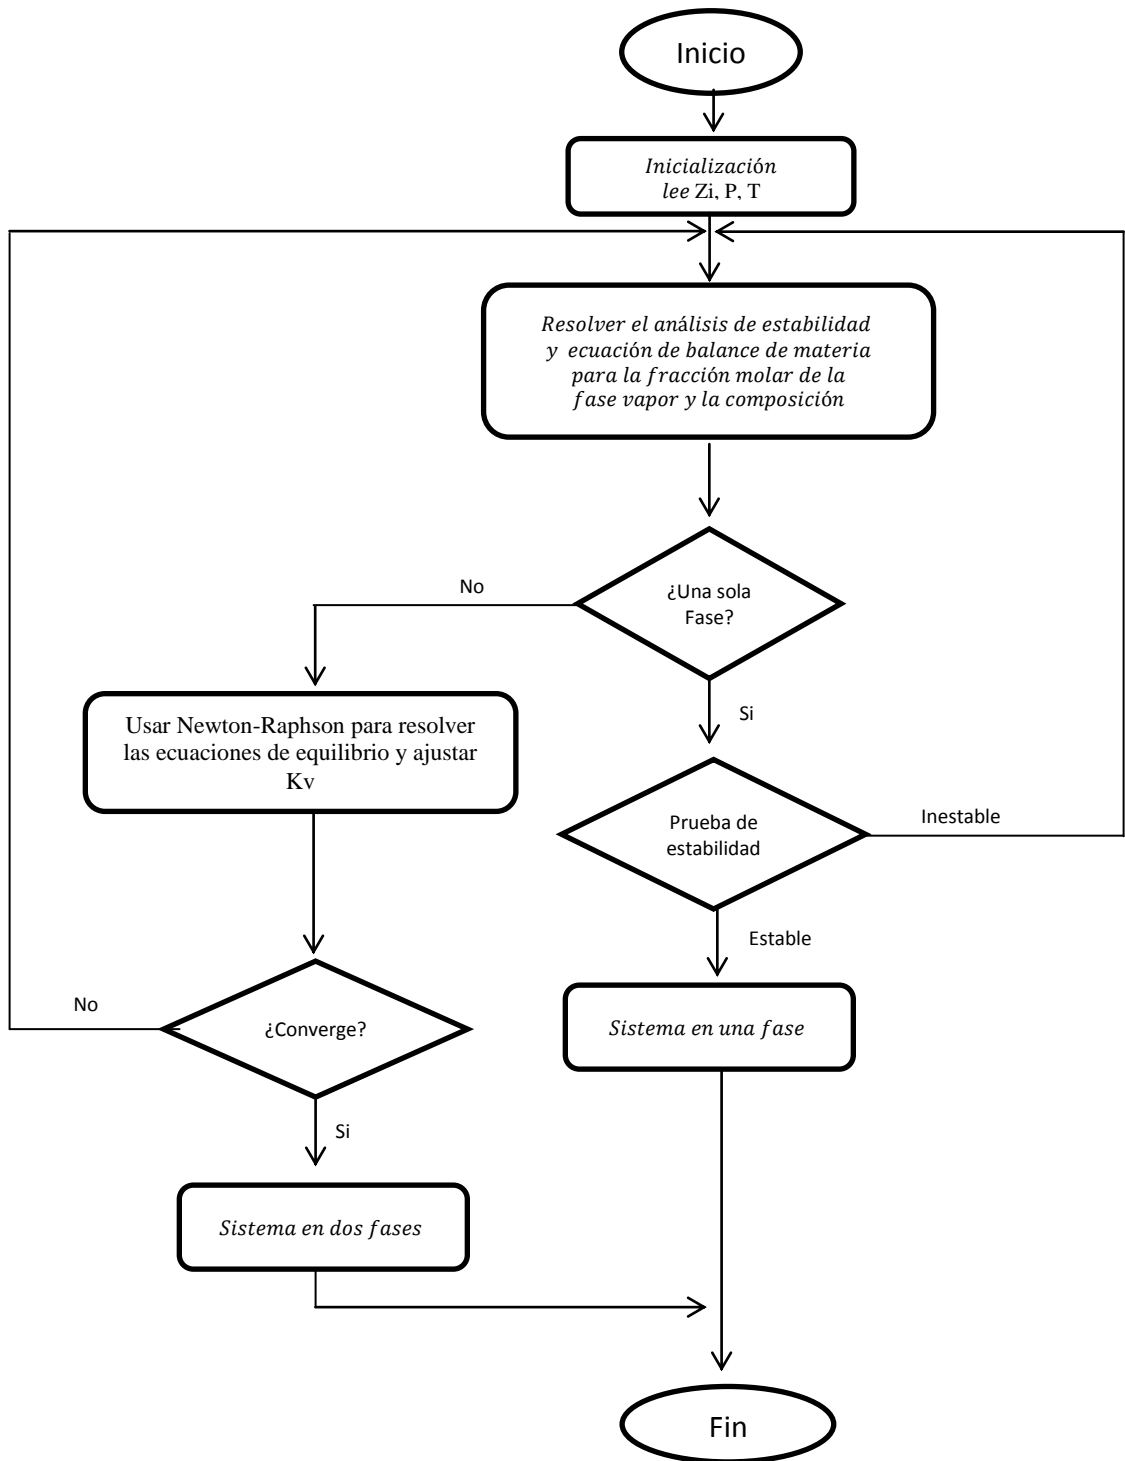 Inicio
Inicialización
lee Zi, P, T
Resolver el análisis de estabilidad
y ecuación de balance de materia
para la fracción molar de la
fase vapor y la composición
No
¿Una sola
Fase?
Si
Usar Newton-Raphson para resolver
las ecuaciones de equilibrio y ajustar
Kv
Prueba de
estabilidad
Inestable
Estable
No
¿Converge?
Sistema en una fase
Si
Sistema en dos fases
Fin